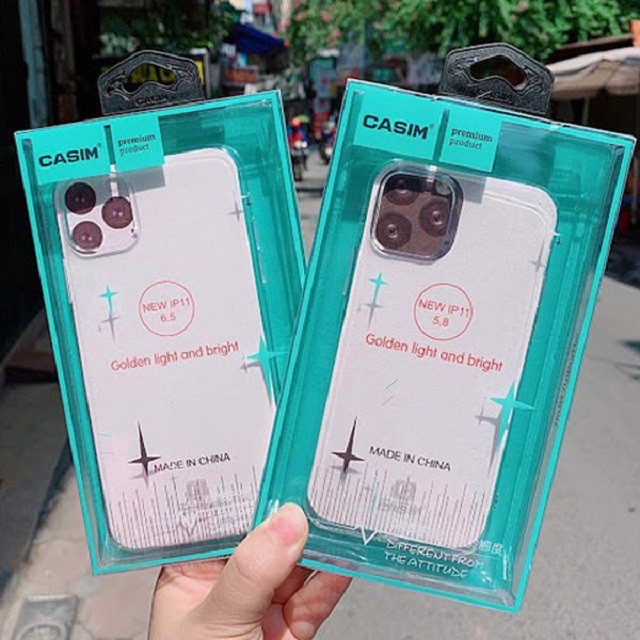 CASIM
premium
product
NEW IP11
6.5
Golden light and bright
MADE IN CHINA
CASIM
premium
product
NEW IP11
5,8
Golden light and bright
MADE IN CHINA
DIFFERENT FROM
THE ATTITUDE